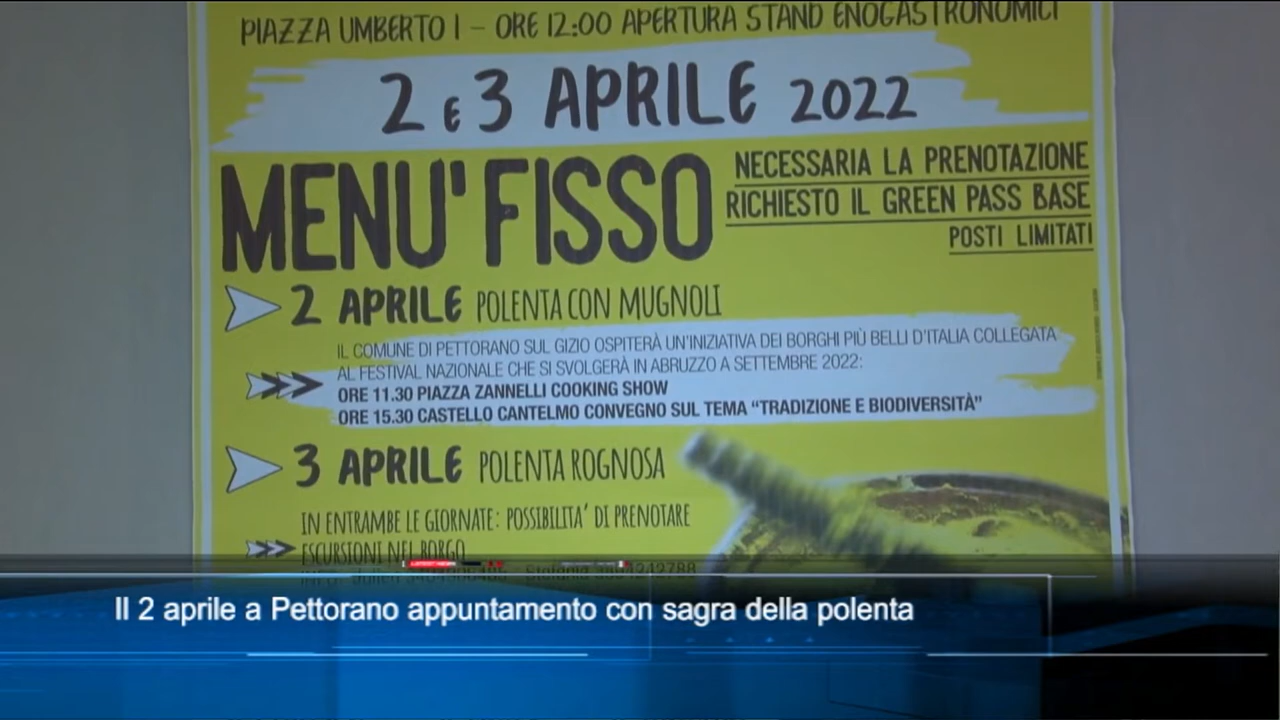 PIAZZA UMBERTO I – ORE 12:00 APERTURA STAND ENOGASTRONOMICI
2 E 3 APRILE 2022
MENU' FISSO
NECESSARIA LA PRENOTAZIONE
RICHIESTO IL GREEN PASS BASE
POSTI LIMITATI
2 APRILE POLENTA CON MUGNOLI
IL COMUNE DI PETTORANO SUL GIZIO OSPITERÀ UN'INIZIATIVA DEI BORGHI PIÙ BELLI D'ITALIA COLLEGATA
AL FESTIVAL NAZIONALE CHE SI SVOLGERÀ IN ABRUZZO A SETTEMBRE 2022:
ORE 11.30 PIAZZA ZANNELLI COOKING SHOW
ORE 15.30 CASTELLO CANTELMO CONVEGNO SUL TEMA “TRADIZIONE E BIODIVERSITÀ”
3 APRILE POLENTA ROGNOSA
IN ENTRAMBE LE GIORNATE: POSSIBILITA' DI PRENOTARE
ESCURSIONI NEL BORGO
Il 2 aprile a Pettorano appuntamento con sagra della polenta